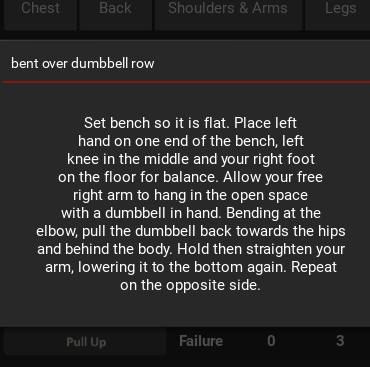 Chest Back Shoulders & Arms Legs
bent over dumbbell row
Set bench so it is flat. Place left
hand on one end of the bench, left
knee in the middle and your right foot
on the floor for balance. Allow your free
right arm to hang in the open space
with a dumbbell in hand. Bending at the
elbow, pull the dumbbell back towards the hips
and behind the body. Hold then straighten your
arm, lowering it to the bottom again. Repeat
on the opposite side.
Pull Up Failure 0 3